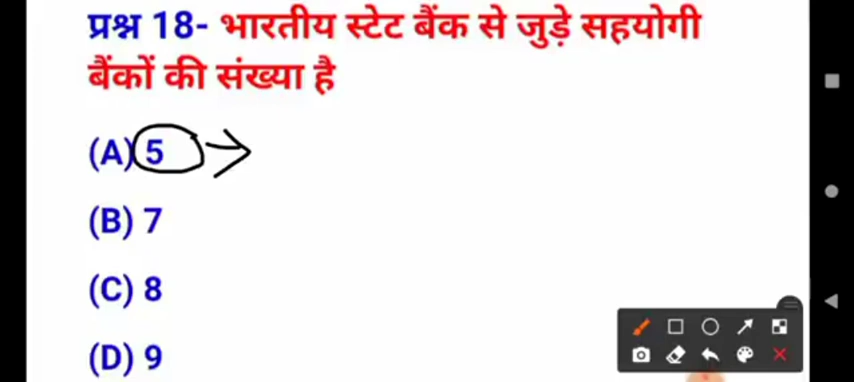 प्रश्न 18- भारतीय स्टेट बैंक से जुड़े सहयोगी
बैंकों की संख्या है
(A) 5
(B) 7
(C) 8
(D) 9